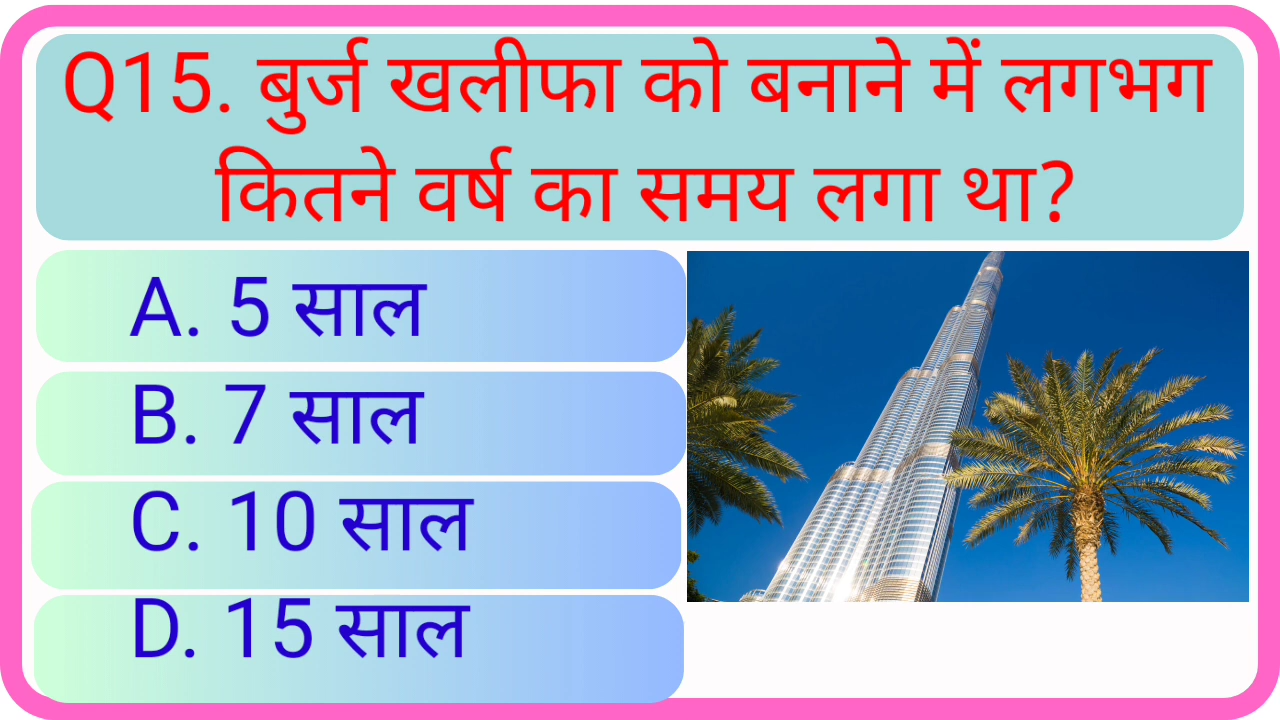 Q15. बुर्ज खलीफा को बनाने में लगभग
कितने वर्ष का समय लगा था?
A. 5 साल
B. 7 साल
C. 10 साल
D. 15 साल